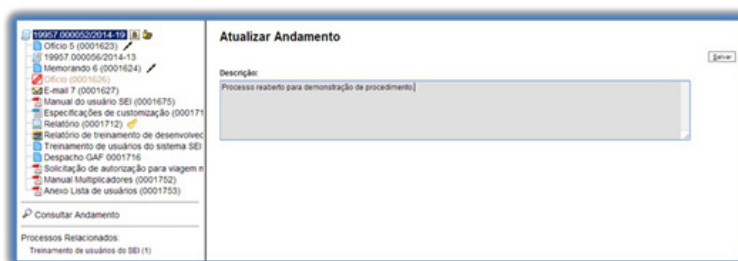 19957.000052/2014-19
Ofício 5 (0001623)
19957.000056/2014-13
Memorando 6 (0001624)
Ofício (0001626)
E-mail 7 (0001627)
Manual do usuário SEI (0001675)
Especificações de customização (000171
Relatório (0001712)
Relatório de treinamento de desenvolvec
Treinamento de usuários do sistema SEI
Despacho GAF 0001716
Solicitação de autorização para viagem n
Manual Multiplicadores (0001752)
Anexo Lista de usuários (0001753)
Consultar Andamento
Processos Relacionados:
Treinamento de usuários do SEI (1)
Atualizar Andamento
Salvar
Descrição:
Processo reaberto para demonstração de procedimento.